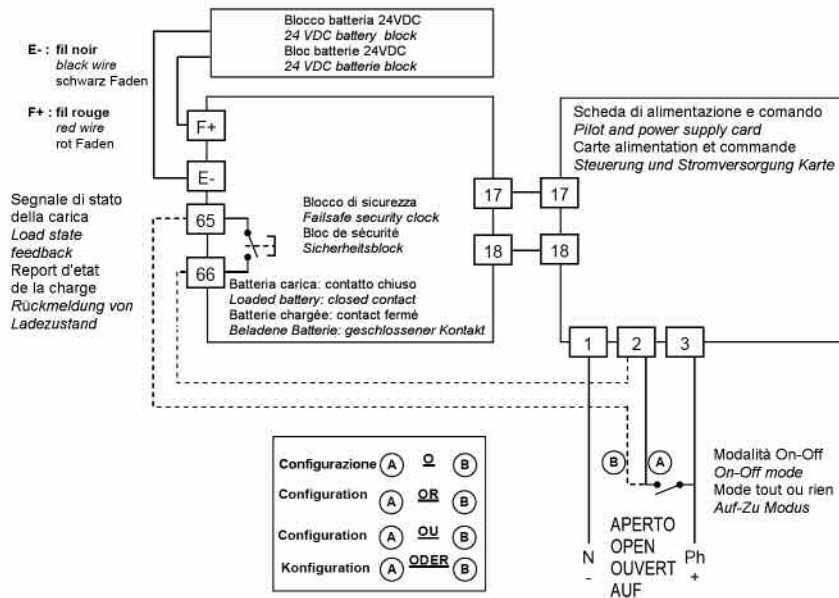 Blocco batteria 24VDC
24 VDC battery block
Bloc batterie 24VDC
24 VDC batterie block
E- : fil noir
black wire
schwarz Faden
F+ : fil rouge
red wire
rot Faden
F+
E-
65
66
17
18
17
18
Segnale di stato
della carica
Load state
feedback
Report d'etat
de la charge
Rückmeldung von
Ladezustand
Blocco di sicurezza
Failsafe security clock
Bloc de sécurité
Sicherheitsblock
Batteria carica: contatto chiuso
Loaded battery: closed contact
Batterie chargée: contact fermé
Beladene Batterie: geschlossener Kontakt
Scheda di alimentazione e comando
Pilot and power supply card
Carte alimentation et commande
Steuerung und Stromversorgung Karte
1 2 3
B A
Modalità On-Off
On-Off mode
Mode tout ou rien
Auf-Zu Modus
N
-
APERTO
OPEN
OUVERT
AUF
Ph
+
Configurazione A O B
Configuration A OR B
Configuration A OU B
Konfiguration A ODER B